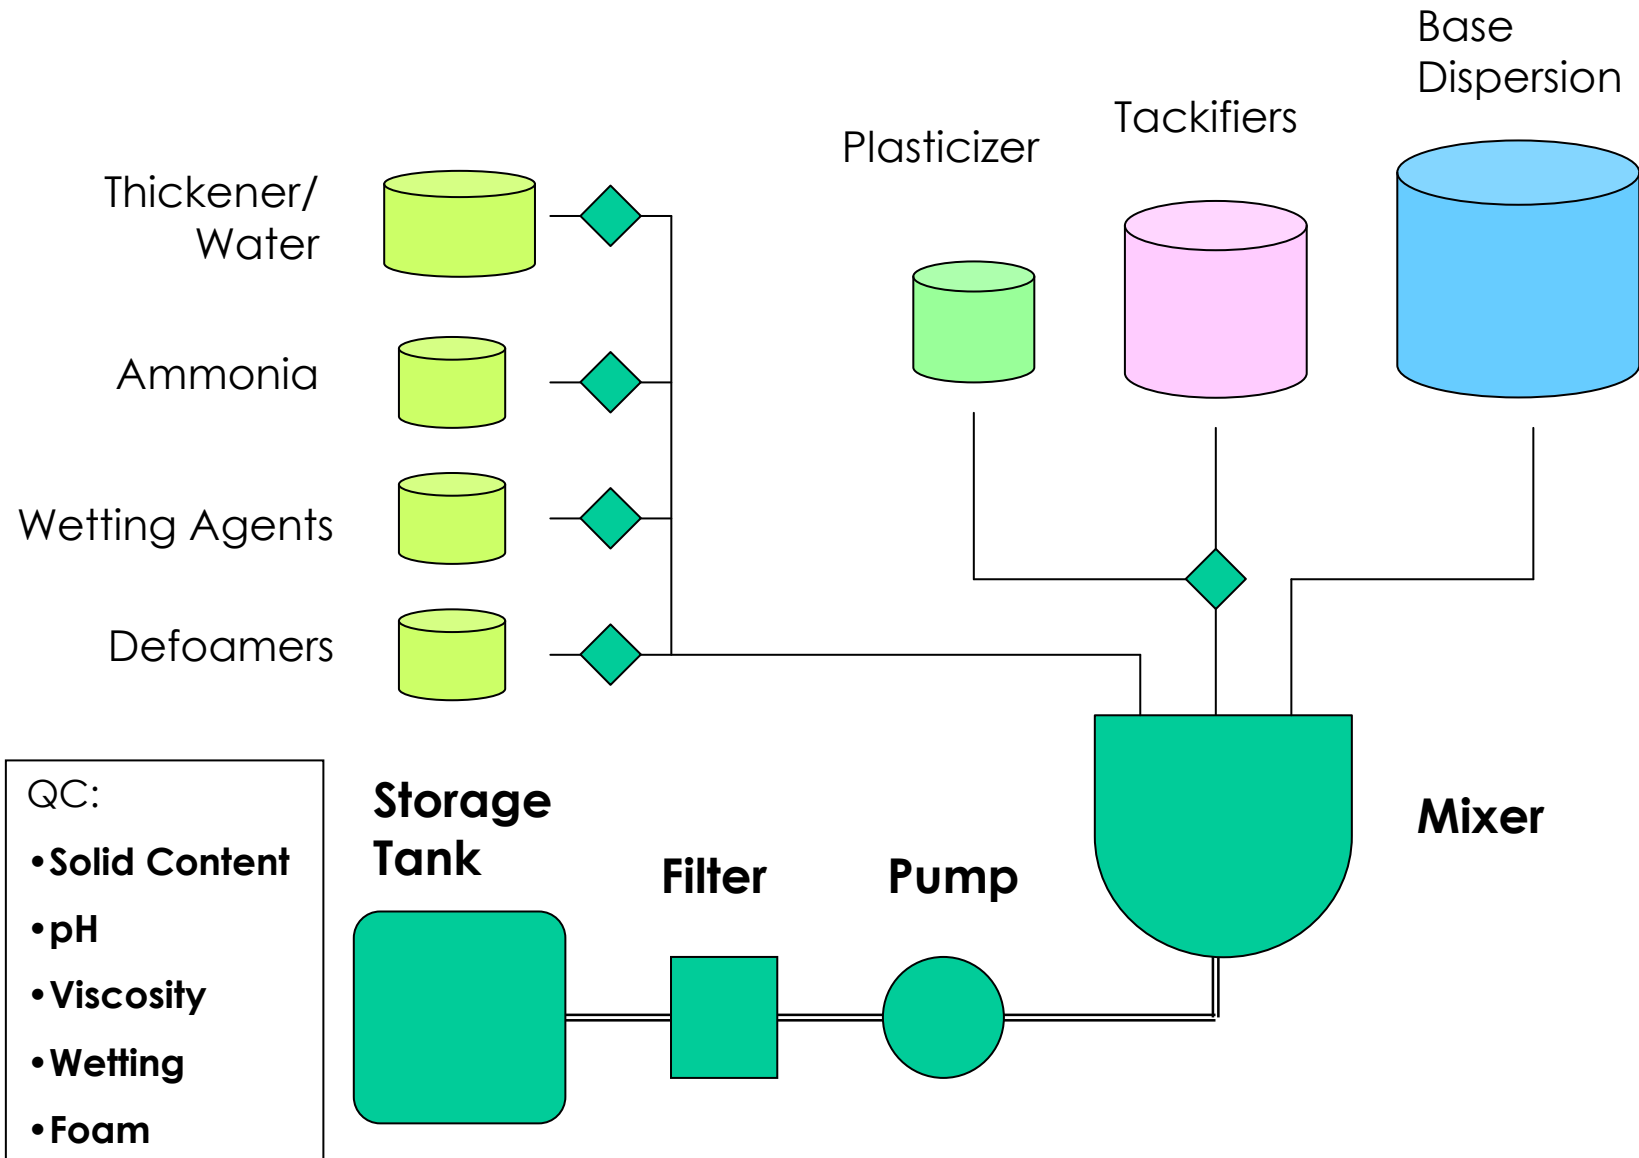 Base
Dispersion
Tackifiers
Plasticizer
Thickener/
Water
Ammonia
Wetting Agents
Defoamers
QC:
•Solid Content
•pH
•Viscosity
•Wetting
•Foam
Storage
Tank
Filter
Pump
Mixer